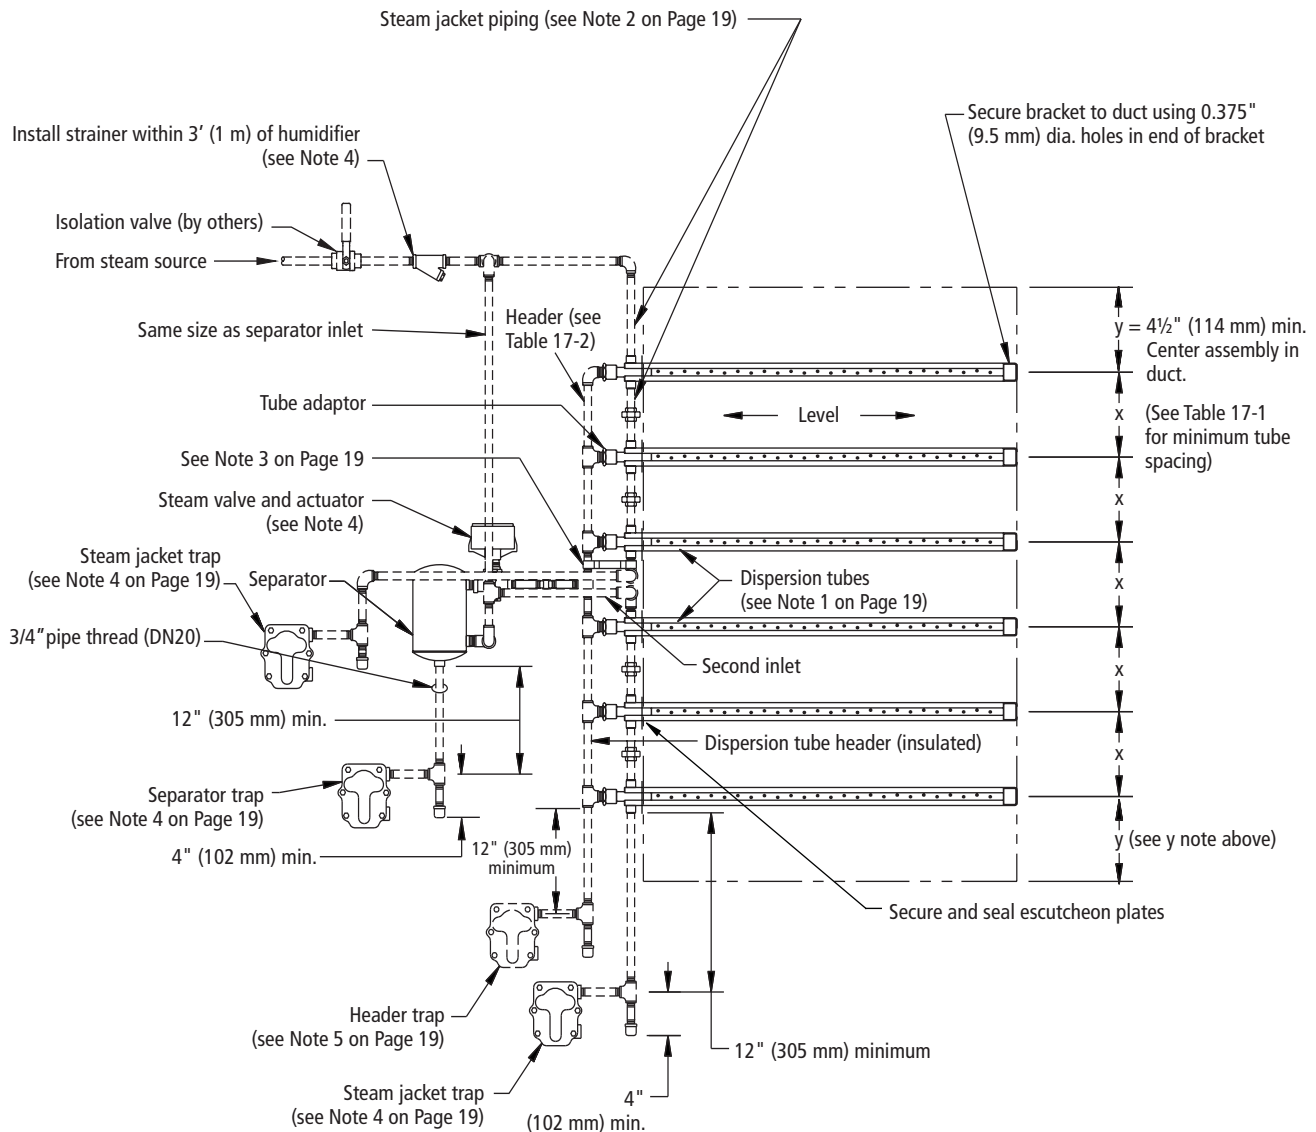 Steam jacket piping (see Note 2 on Page 19)
Secure bracket to duct using 0.375"
(9.5 mm) dia. holes in end of bracket
Install strainer within 3' (1 m) of humidifier
(see Note 4)
Isolation valve (by others)
From steam source
Same size as separator inlet
Header (see
Table 17-2)
y = 4½" (114 mm) min.
Center assembly in
duct.
Tube adaptor
Level
x
(See Table 17-1
for minimum tube
spacing)
See Note 3 on Page 19
x
Steam valve and actuator
(see Note 4)
Steam jacket trap
(see Note 4 on Page 19)
Separator
Dispersion tubes
(see Note 1 on Page 19)
x
3/4" pipe thread (DN20)
Second inlet
x
12" (305 mm) min.
Dispersion tube header (insulated)
x
Separator trap
(see Note 4 on Page 19)
4" (102 mm) min.
12" (305 mm)
minimum
y (see y note above)
Secure and seal escutcheon plates
Header trap
(see Note 5 on Page 19)
12" (305 mm) minimum
Steam jacket trap
(see Note 4 on Page 19)
4"
(102 mm) min.